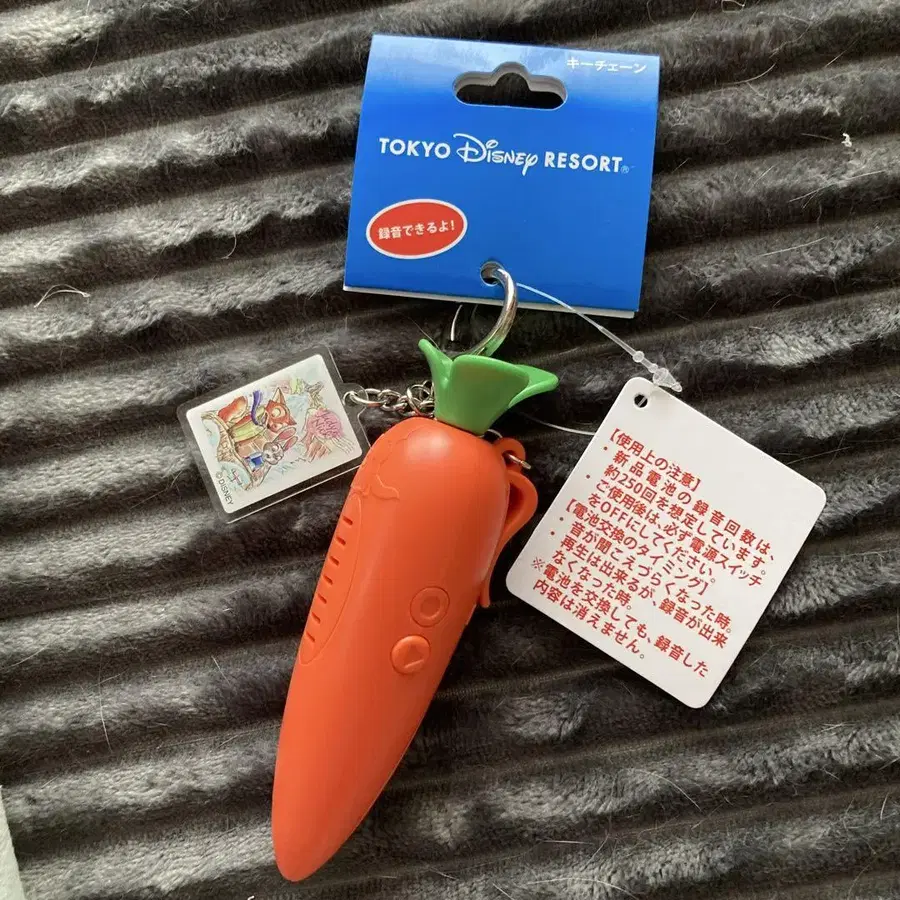 キーチェーン
TOKYO Disney RESORT®
録音できるよ!
©DISNEY
【使用上の注意】
・新品電池の録音回数は、
約250回を想定しています。
・ご使用後は、必ず電源スイッチ
をOFFにしてください。
【電池交換のタイミング】
・音が聞こえづらくなった時。
・再生は出来るが、録音が出来
なくなった時。
※電池を交換しても、録音した
内容は消えません。